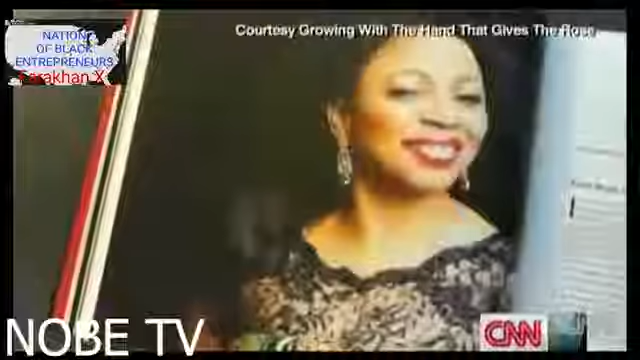 Courtesy Growing With The Hand That Gives The Rose
NATION
OF BLACK
ENTREPRENEURS
Farakhan X
NOBE TV
CNN